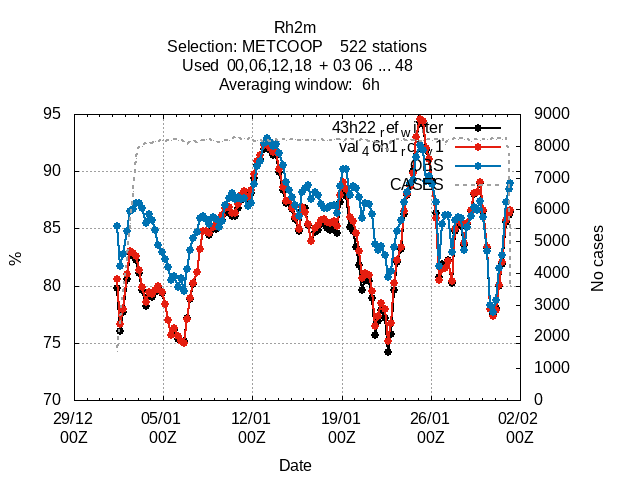 Rh2m
Selection: METCOOP 522 stations
Used 00,06,12,18 + 03 06 ... 48
Averaging window: 6h
95
90
85
80
75
70
9000
8000
7000
6000
5000
4000
3000
2000
1000
0
43h22_ref_winter
OBS
CASES
%
No cases
29/12 05/01 12/01 19/01 26/01 02/02
00Z 00Z 00Z 00Z 00Z 00Z
Date